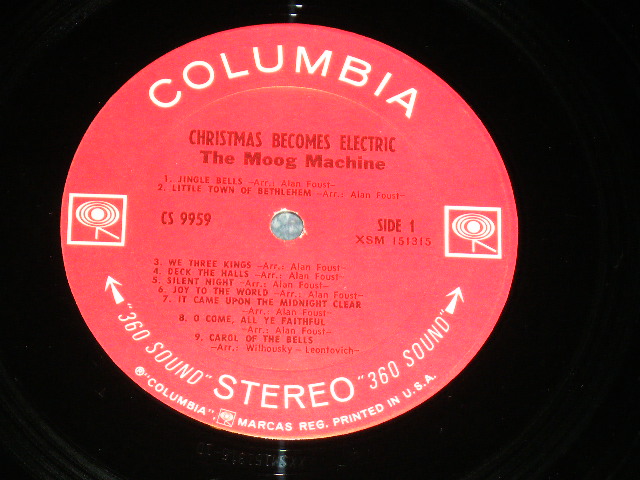 COLUMBIA
CHRISTMAS BECOMES ELECTRIC
The Moog Machine
1. JINGLE BELLS –Arr.: Alan Foust–
2. LITTLE TOWN OF BETHLEHEM –Arr.: Alan Foust–
CS 9959
SIDE 1
XSM 151315
3. WE THREE KINGS –Arr.: Alan Foust–
4. DECK THE HALLS –Arr.: Alan Foust–
5. SILENT NIGHT –Arr.: Alan Foust–
6. JOY TO THE WORLD –Arr.: Alan Foust–
7. IT CAME UPON THE MIDNIGHT CLEAR
–Arr.: Alan Foust–
8. O COME, ALL YE FAITHFUL
–Arr.: Alan Foust–
9. CAROL OF THE BELLS
–Arr.: Wilhousky – Leontovich–
"360 SOUND" STEREO "360 SOUND"
®"COLUMBIA", MARCAS REG. PRINTED IN U.S.A.